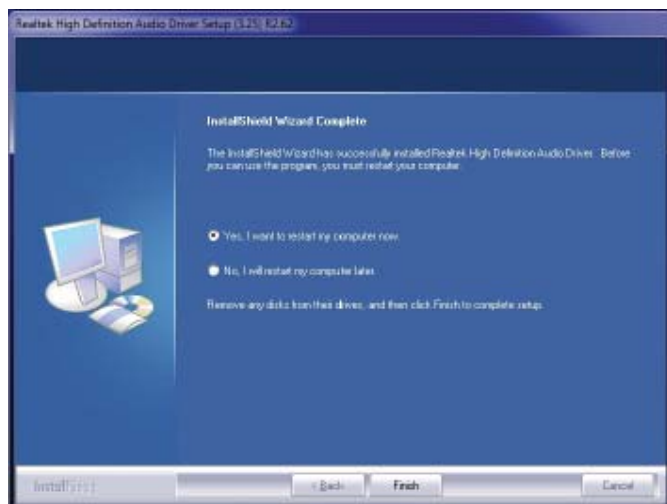 Realtek High Definition Audio Driver Setup (3.25) R2.62
InstallShield Wizard Complete
The InstallShield Wizard has successfully installed Realtek High Definition Audio Driver. Before
you can use the program, you must restart your computer.
Yes, I want to restart my computer now.
No, I will restart my computer later.
Remove any disks from their drives, and then click Finish to complete setup.
InstallShield
< Back
Finish
Cancel